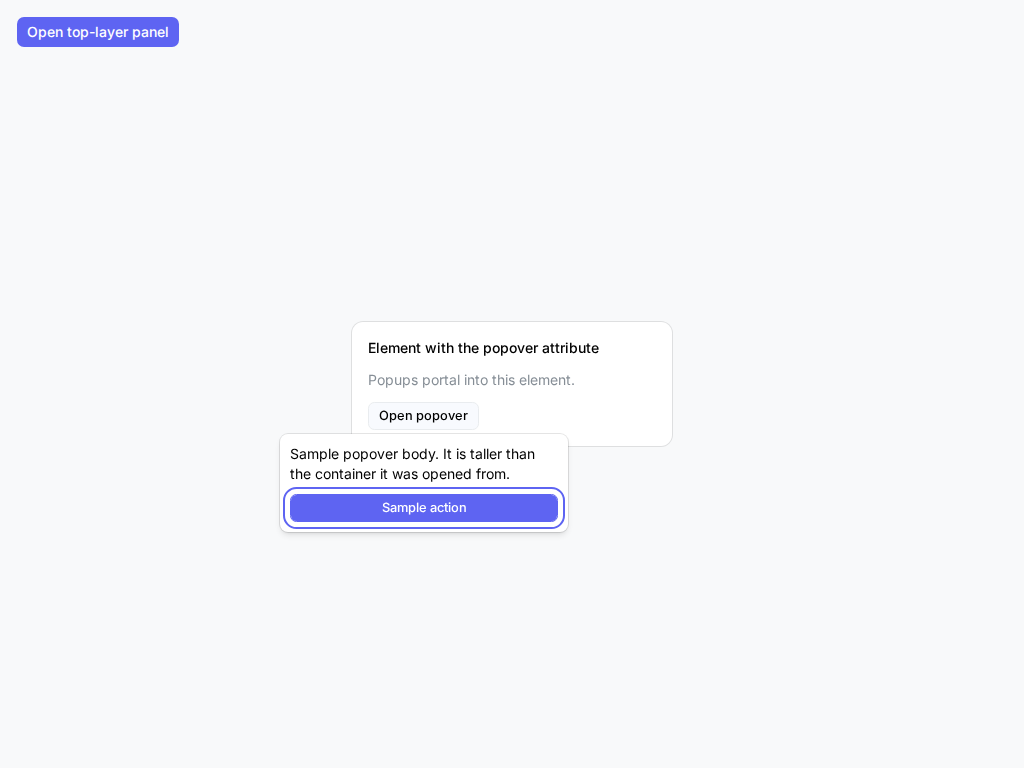 Open top-layer panel
Element with the popover attribute
Popups portal into this element.
Open popover
Sample popover body. It is taller than
the container it was opened from.
Sample action